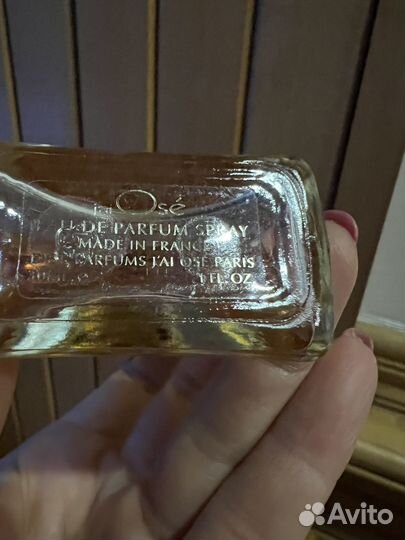 Osé
DE PARFUM SPRAY
MADE IN FRANCE
PARFUMS J'AI OSÉ PARIS
1 FL. OZ
Avito